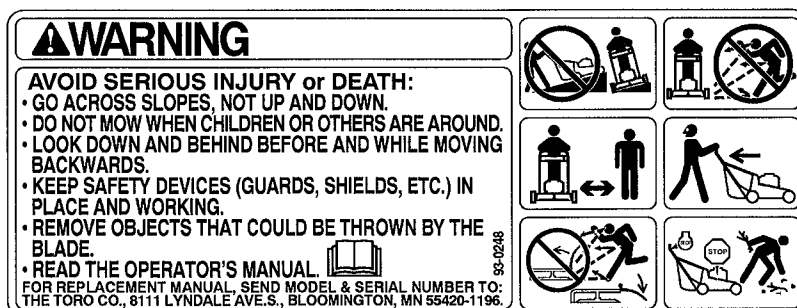 WARNING
AVOID SERIOUS INJURY or DEATH:
• GO ACROSS SLOPES, NOT UP AND DOWN.
• DO NOT MOW WHEN CHILDREN OR OTHERS ARE AROUND.
• LOOK DOWN AND BEHIND BEFORE AND WHILE MOVING
BACKWARDS.
• KEEP SAFETY DEVICES (GUARDS, SHIELDS, ETC.) IN
PLACE AND WORKING.
• REMOVE OBJECTS THAT COULD BE THROWN BY THE
BLADE.
• READ THE OPERATOR'S MANUAL.
FOR REPLACEMENT MANUAL, SEND MODEL & SERIAL NUMBER TO:
THE TORO CO., 8111 LYNDALE AVE.S., BLOOMINGTON, MN 55420-1196.
93-0248
STOP